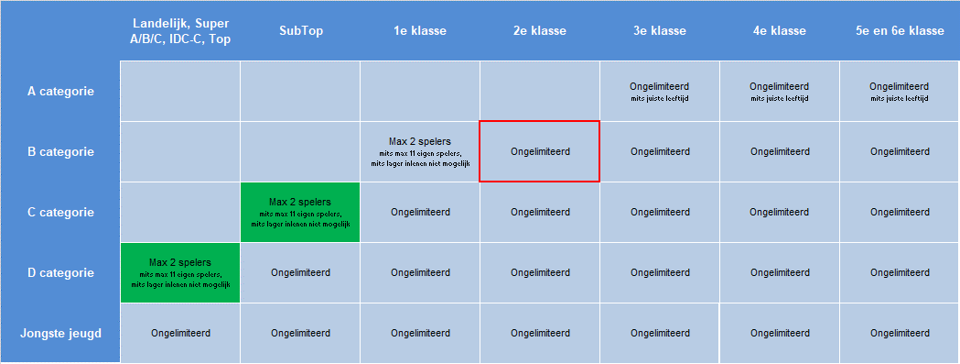 Landelijk, Super
A/B/C, IDC-C, Top
SubTop
1e klasse
2e klasse
3e klasse
4e klasse
5e en 6e klasse
A categorie
Ongelimiteerd
mits juiste leeftijd
Ongelimiteerd
mits juiste leeftijd
Ongelimiteerd
mits juiste leeftijd
B categorie
Max 2 spelers
mits max 11 eigen spelers,
mits lager inlenen niet mogelijk
Ongelimiteerd
Ongelimiteerd
Ongelimiteerd
Ongelimiteerd
C categorie
Max 2 spelers
mits max 11 eigen spelers,
mits lager inlenen niet mogelijk
Ongelimiteerd
Ongelimiteerd
Ongelimiteerd
Ongelimiteerd
Ongelimiteerd
D categorie
Max 2 spelers
mits max 11 eigen spelers,
mits lager inlenen niet mogelijk
Ongelimiteerd
Ongelimiteerd
Ongelimiteerd
Ongelimiteerd
Ongelimiteerd
Ongelimiteerd
Jongste jeugd
Ongelimiteerd
Ongelimiteerd
Ongelimiteerd
Ongelimiteerd
Ongelimiteerd
Ongelimiteerd
Ongelimiteerd